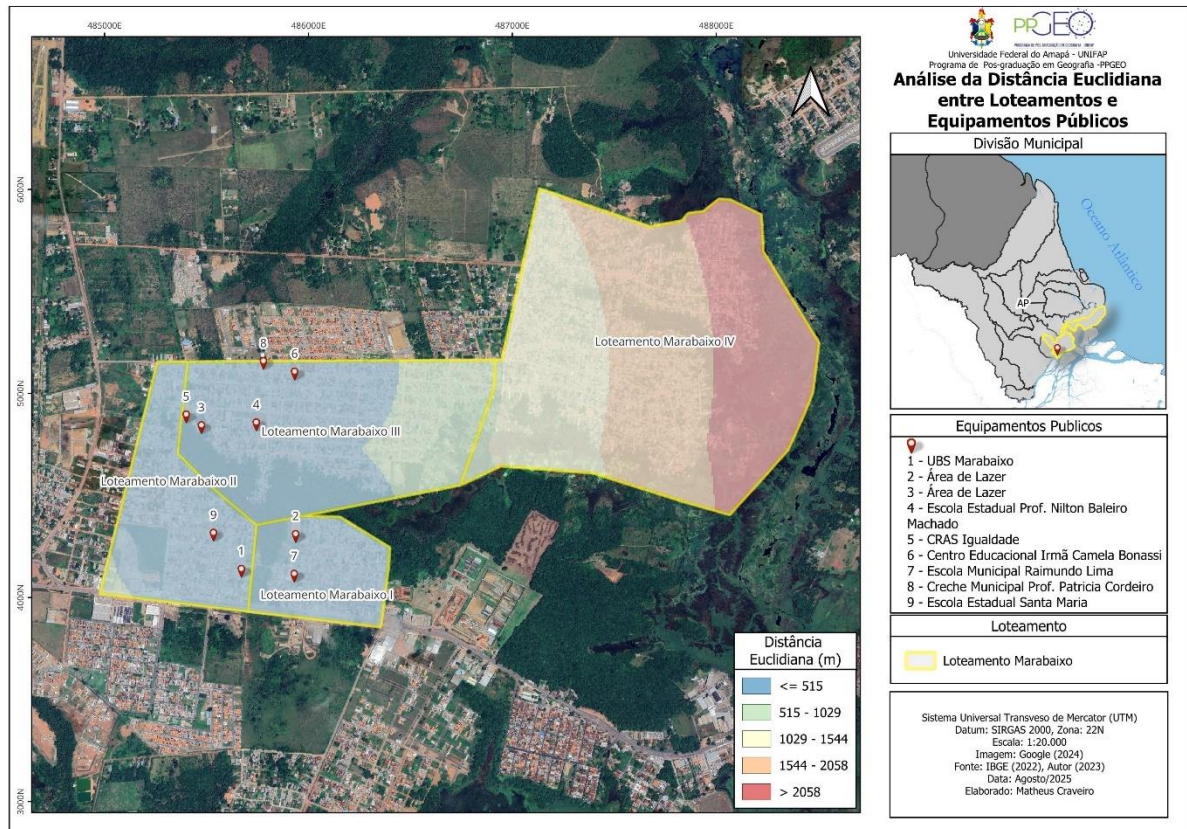 485000E
486000E
487000E
488000E
6000N
5000N
4000N
3000N
8
6
5
3
4
9
2
1
7
Loteamento Marabaixo IV
Loteamento Marabaixo III
Loteamento Marabaixo II
Loteamento Marabaixo I
Distância
Euclidiana (m)
<= 515
515 - 1029
1029 - 1544
1544 - 2058
> 2058
PPGEO
Universidade Federal do Amapá - UNIFAP
Programa de Pos-graduação em Geografia -PPGEO
Análise da Distância Euclidiana
entre Loteamentos e
Equipamentos Públicos
Divisão Municipal
Oceano Atlântico
AP
Equipamentos Publicos
1 - UBS Marabaixo
2 - Área de Lazer
3 - Área de Lazer
4 - Escola Estadual Prof. Nilton Baleiro
Machado
5 - CRAS Igualdade
6 - Centro Educacional Irmã Camela Bonassi
7 - Escola Municipal Raimundo Lima
8 - Creche Municipal Prof. Patricia Cordeiro
9 - Escola Estadual Santa Maria
Loteamento
Loteamento Marabaixo
Sistema Universal Transveso de Mercator (UTM)
Datum: SIRGAS 2000, Zona: 22N
Escala: 1:20.000
Imagem: Google (2024)
Fonte: IBGE (2022), Autor (2023)
Data: Agosto/2025
Elaborado: Matheus Craveiro